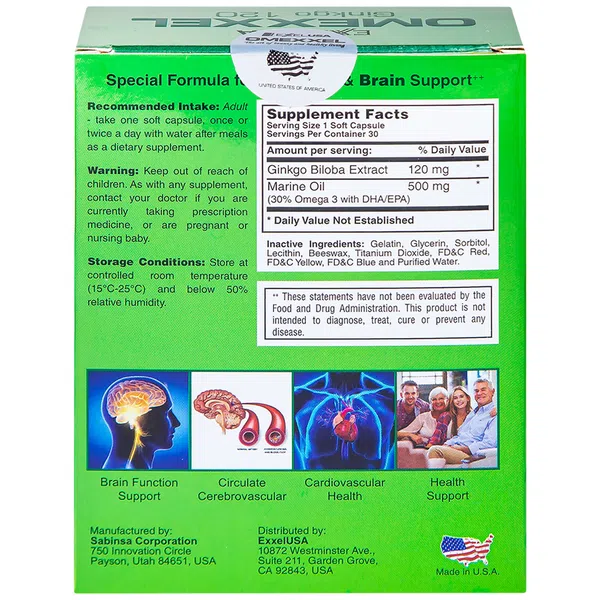 OMEXXEL
Ginkgo 120
EXXELUSA
OMEXXEL
The art of beauty and healthy living
UNITED STATES OF AMERICA
Special Formula & Brain Support++
Recommended Intake: Adult
- take one soft capsule, once or
twice a day with water after meals
as a dietary supplement.
Warning: Keep out of reach of
children. As with any supplement,
contact your doctor if you are
currently taking prescription
medicine, or are pregnant or
nursing baby.
Storage Conditions: Store at
controlled room temperature
(15°C-25°C) and below 50%
relative humidity.
Supplement Facts
Serving Size 1 Soft Capsule
Servings Per Container 30
Amount per serving: % Daily Value
Ginkgo Biloba Extract 120 mg *
Marine Oil 500 mg *
(30% Omega 3 with DHA/EPA)
* Daily Value Not Established
Inactive Ingredients: Gelatin, Glycerin, Sorbitol,
Lecithin, Beeswax, Titanium Dioxide, FD&C Red,
FD&C Yellow, FD&C Blue and Purified Water.
++ These statements have not been evaluated by the
Food and Drug Administration. This product is not
intended to diagnose, treat, cure or prevent any
disease.
Brain Function
Support
Circulate
Cerebrovascular
Cardiovascular
Health
Health
Support
Manufactured by:
Sabinsa Corporation
750 Innovation Circle
Payson, Utah 84651, USA
Distributed by:
ExxelUSA
10872 Westminster Ave.,
Suite 211, Garden Grove,
CA 92843, USA
Made in U.S.A.